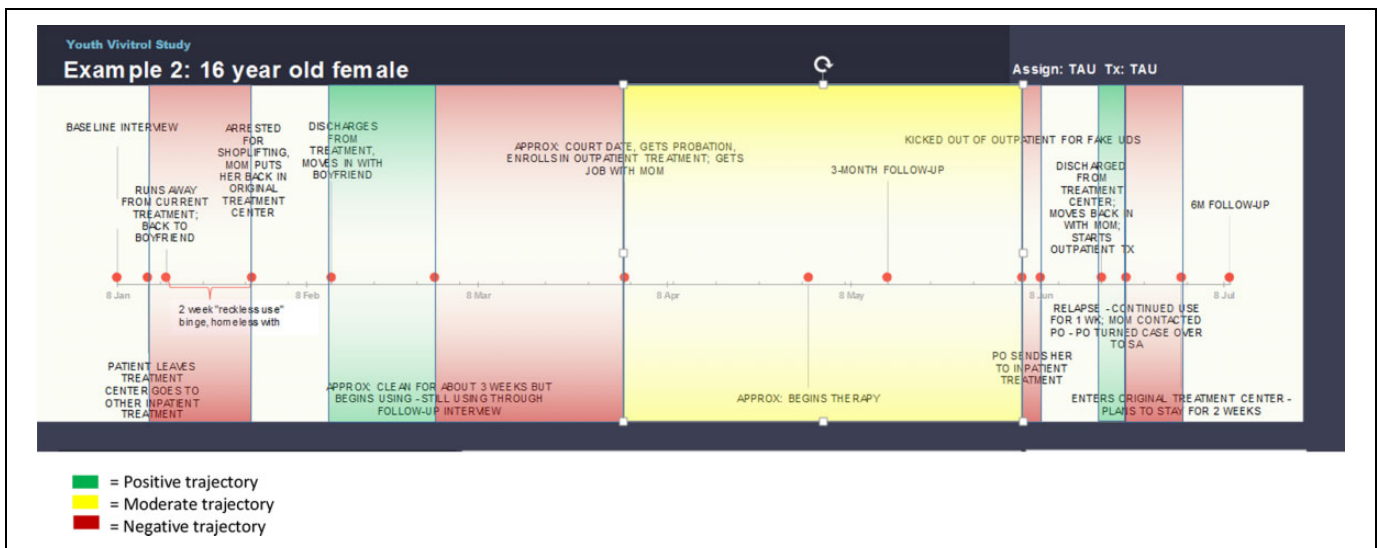 Youth Vivitrol Study
Example 2: 16 year old female
Assign: TAU Tx: TAU
BASELINE INTERVIEW
RUNS AWAY
FROM CURRENT
TREATMENT;
BACK TO
BOYFRIEND
ARRESTED
FOR
SHOPLIFTING,
MOM PUTS
HER BACK IN
ORIGINAL
TREATMENT
CENTER
DISCHARGES
FROM
TREATMENT,
MOVES IN WITH
BOYFRIEND
APPROX: COURT DATE, GETS PROBATION,
ENROLLS IN OUTPATIENT TREATMENT; GETS
JOB WITH MOM
3-MONTH FOLLOW-UP
KICKED OUT OF OUTPATIENT FOR FAKE UDS
DISCHARGED
FROM
TREATMENT
CENTER;
MOVES BACK IN
WITH MOM;
STARTS
OUTPATIENT TX
6M FOLLOW-UP
8 Jan
8 Feb
8 Mar
8 Apr
8 May
8 Jun
8 Jul
2 week "reckless use"
binge, homeless with
PATIENT LEAVES
TREATMENT
CENTER GOES TO
OTHER INPATIENT
TREATMENT
APPROX: CLEAN FOR ABOUT 3 WEEKS BUT
BEGINS USING - STILL USING THROUGH
FOLLOW-UP INTERVIEW
APPROX: BEGINS THERAPY
PO SENDS HER
TO INPATIENT
TREATMENT
RELAPSE - CONTINUED USE
FOR 1 WK; MOM CONTACTED
PO - PO TURNED CASE OVER
TO SA
ENTERS ORIGINAL TREATMENT CENTER -
PLANS TO STAY FOR 2 WEEKS
= Positive trajectory
= Moderate trajectory
= Negative trajectory